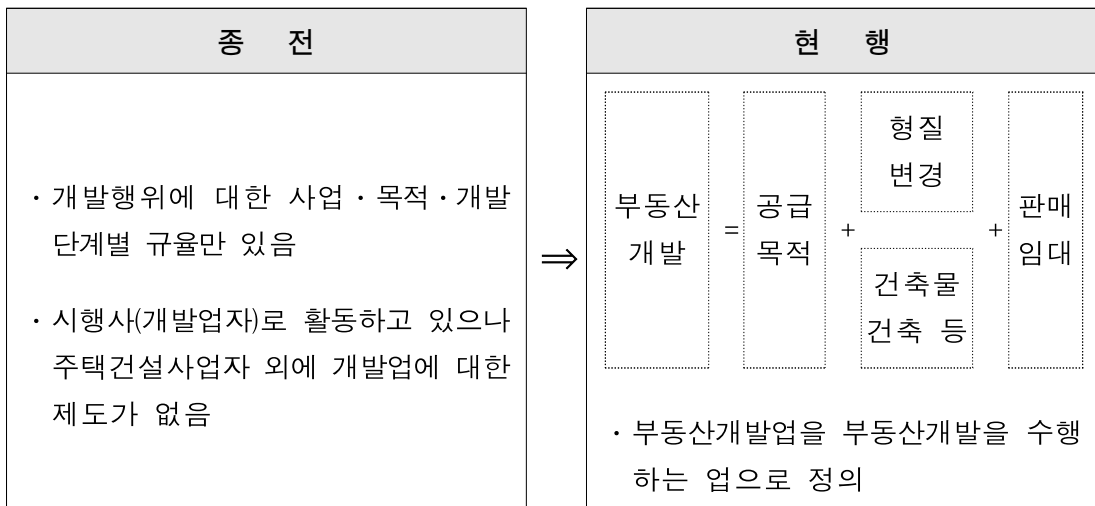 종 전
· 개발행위에 대한 사업·목적·개발
단계별 규율만 있음
· 시행사(개발업자)로 활동하고 있으나
주택건설사업자 외에 개발업에 대한
제도가 없음
⇒
현 행
부동산
개발
=
공급
목적
+
형질
변경
건축물
건축 등
+
판매
임대
· 부동산개발업을 부동산개발을 수행
하는 업으로 정의